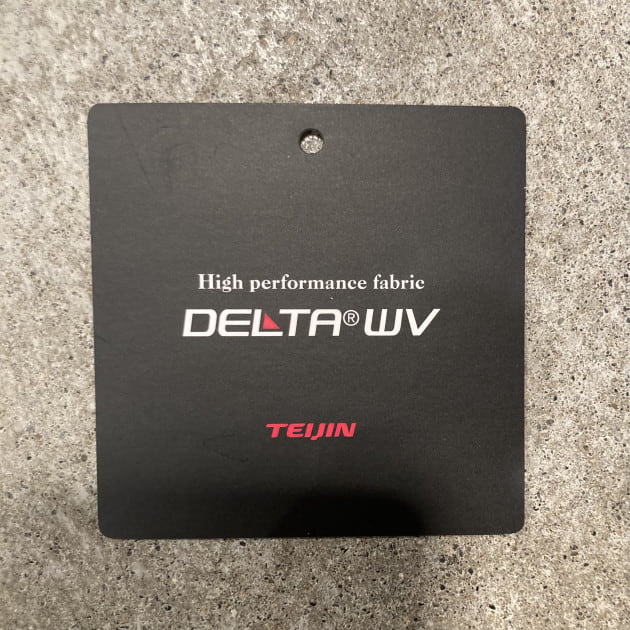 High performance fabric
DELTA® WV
TEIJIN